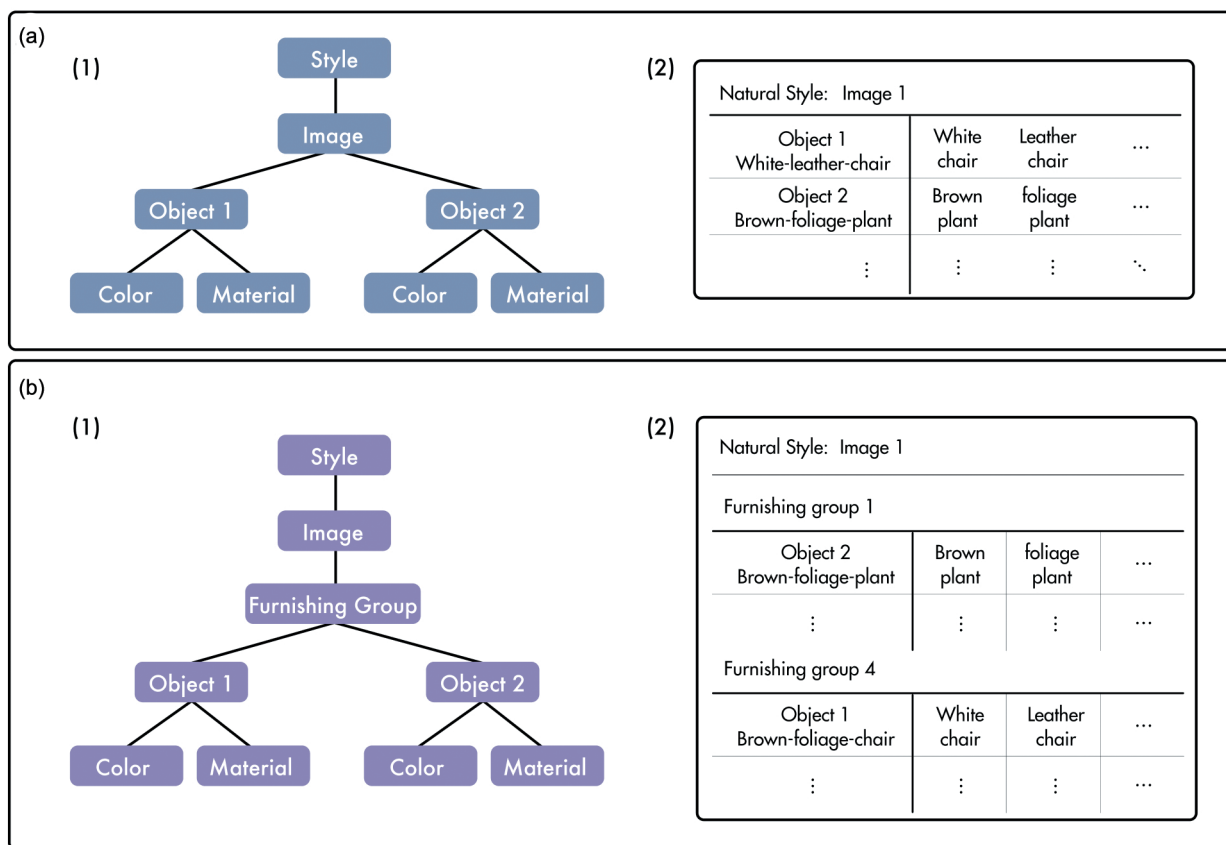 (a)
(1)
Style
Image
Object 1
Object 2
Color
Material
Color
Material
(2)
Natural Style: Image 1
Object 1
White-leather-chair
White
chair
Leather
chair
...
Object 2
Brown-foliage-plant
Brown
plant
foliage
plant
...
(b)
(1)
Style
Image
Furnishing Group
Object 1
Object 2
Color
Material
Color
Material
(2)
Natural Style: Image 1
Furnishing group 1
Object 2
Brown-foliage-plant
Brown
plant
foliage
plant
...
...
Furnishing group 4
Object 1
Brown-foliage-chair
White
chair
Leather
chair
...
...